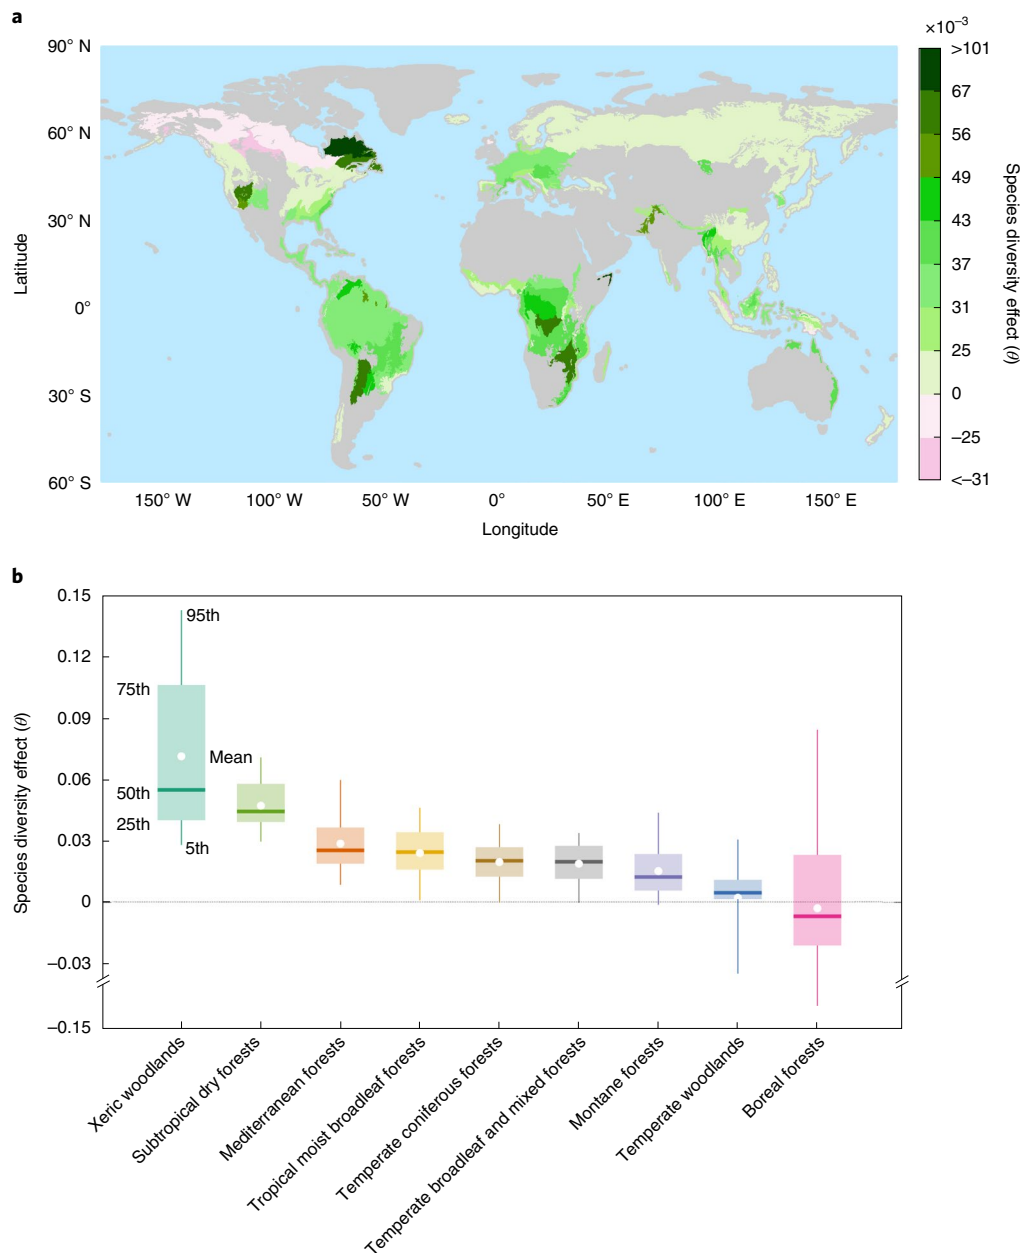 a
×10⁻³
90° N
60° N
30° N
0°
30° S
60° S
Latitude
150° W
100° W
50° W
0°
50° E
100° E
150° E
Longitude
>101
67
56
49
43
37
31
25
0
−25
<−31
Species diversity effect (θ)
b
0.15
0.12
0.09
0.06
0.03
0
−0.03
−0.15
Species diversity effect (θ)
95th
75th
Mean
50th
25th
5th
Xeric woodlands
Subtropical dry forests
Mediterranean forests
Tropical moist broadleaf forests
Temperate coniferous forests
Temperate broadleaf and mixed forests
Montane forests
Temperate woodlands
Boreal forests